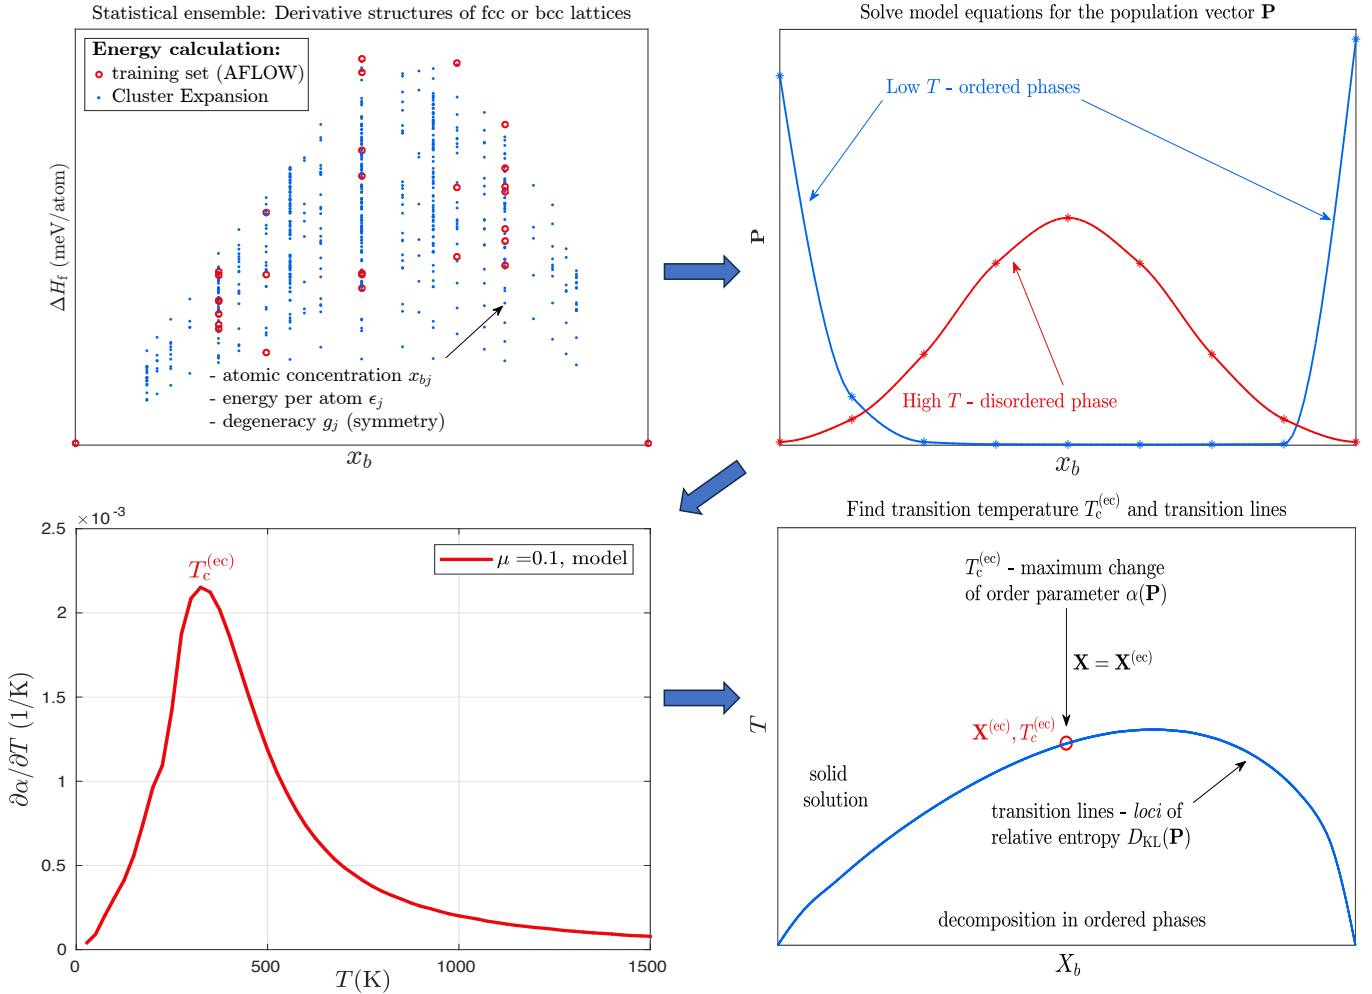 Statistical ensemble: Derivative structures of fcc or bcc lattices
Energy calculation:
training set (AFLOW)
Cluster Expansion
ΔH_f (meV/atom)
- atomic concentration x_{bj}
- energy per atom ϵ_j
- degeneracy g_j (symmetry)
x_b
Solve model equations for the population vector P
Low T - ordered phases
P
High T - disordered phase
x_b
×10^{-3}
2.5
2
1.5
1
0.5
0
T_c^{(ec)}
μ =0.1, model
∂α/∂T (1/K)
0
500
1000
1500
T(K)
Find transition temperature T_c^{(ec)} and transition lines
T_c^{(ec)} - maximum change
of order parameter α(P)
X = X^{(ec)}
X^{(ec)}, T_c^{(ec)}
T
solid
solution
transition lines - loci of
relative entropy D_{KL}(P)
decomposition in ordered phases
X_b